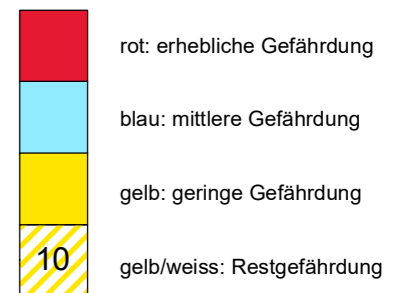 rot: erhebliche Gefährdung
blau: mittlere Gefährdung
gelb: geringe Gefährdung
10 gelb/weiss: Restgefährdung